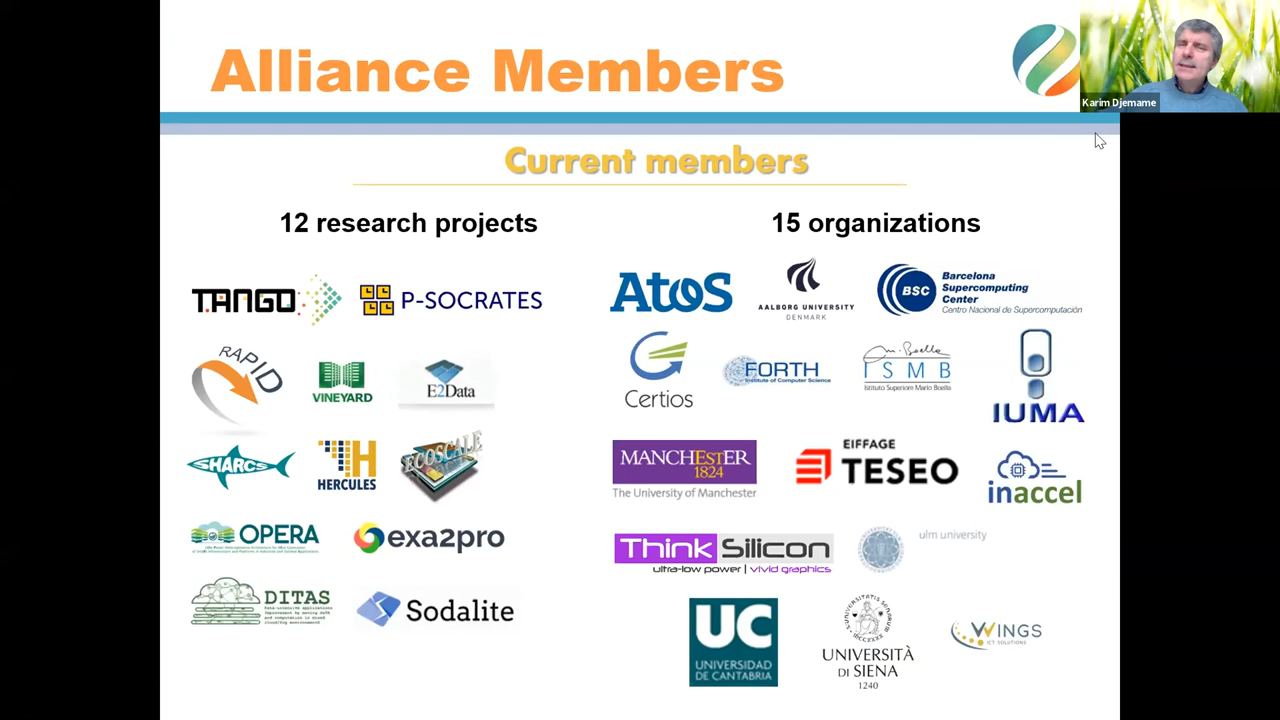 Alliance Members
Karim Djemame
Current members
12 research projects
15 organizations
TANGO
P-SOCRATES
RAPID
VINEYARD
E2Data
SHARCS
HERCULES
ECOSCALE
OPERA
exa2pro
DITAS
Sodalite
Atos
AALBORG UNIVERSITY
DENMARK
BSC
Barcelona
Supercomputing
Center
Centro Nacional de Supercomputación
Certios
FORTH
Institute of Computer Science
ISMB
Istituto Superiore Mario Boella
IUMA
MANCHESTER
1824
The University of Manchester
EIFFAGE
TESEO
inaccel
Think Silicon
ultra-low power | vivid graphics
ulm university
UC
UNIVERSIDAD
DE CANTABRIA
UNIVERSITÀ
DI SIENA
1240
WINGS
ICT SOLUTIONS